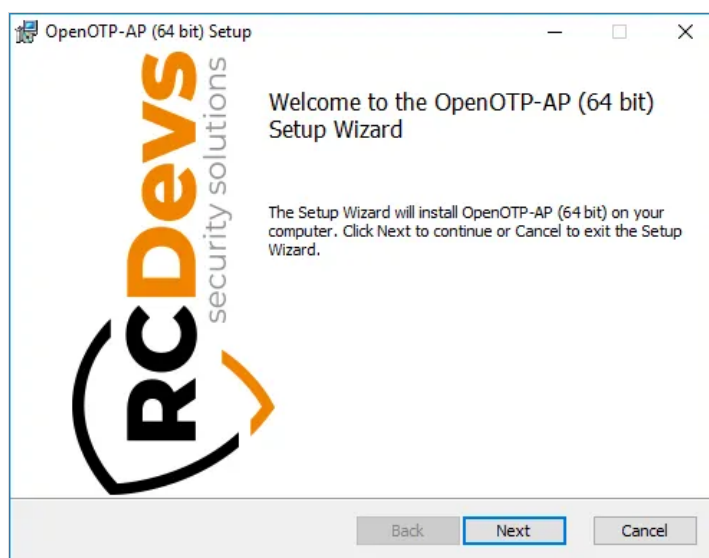 OpenOTP-AP (64 bit) Setup
RCDevs
security solutions
Welcome to the OpenOTP-AP (64 bit)
Setup Wizard
The Setup Wizard will install OpenOTP-AP (64 bit) on your
computer. Click Next to continue or Cancel to exit the Setup
Wizard.
Back
Next
Cancel